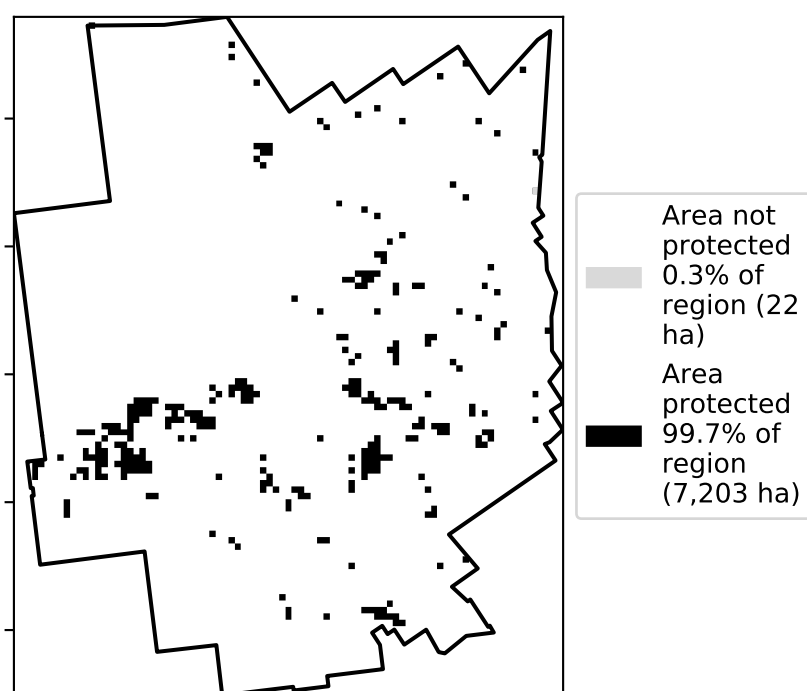 Area not
protected
0.3% of
region (22
ha)
Area
protected
99.7% of
region
(7,203 ha)